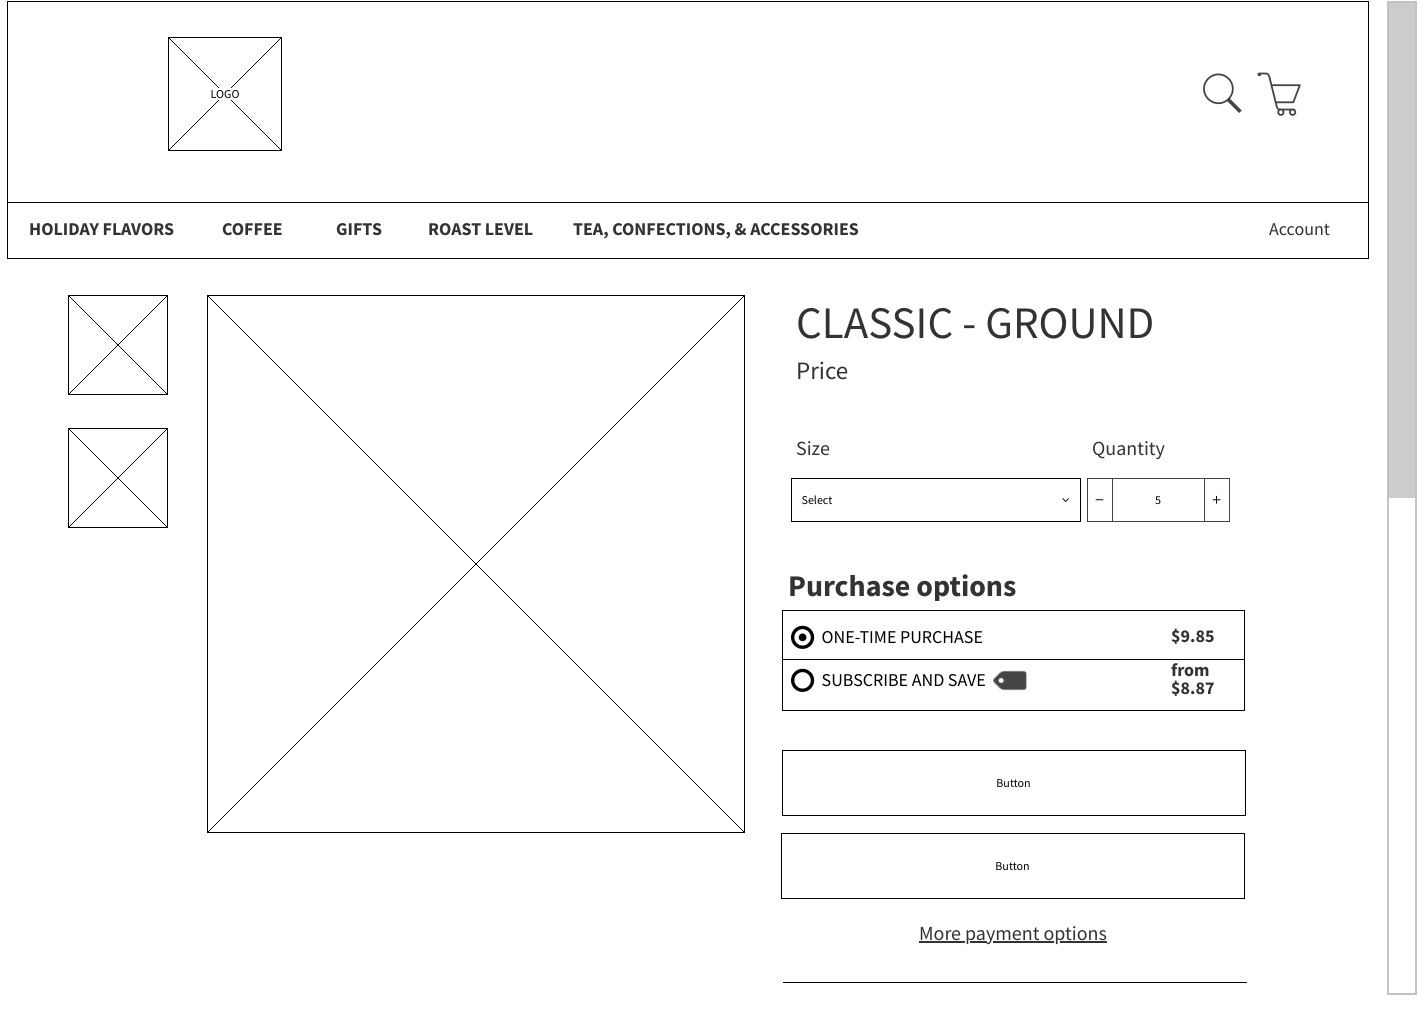 LOGO
HOLIDAY FLAVORS
COFFEE
GIFTS
ROAST LEVEL
TEA, CONFECTIONS, & ACCESSORIES
Account
CLASSIC - GROUND
Price
Size
Quantity
Select
− 5 +
Purchase options
ONE-TIME PURCHASE
$9.85
SUBSCRIBE AND SAVE
from
$8.87
Button
Button
More payment options